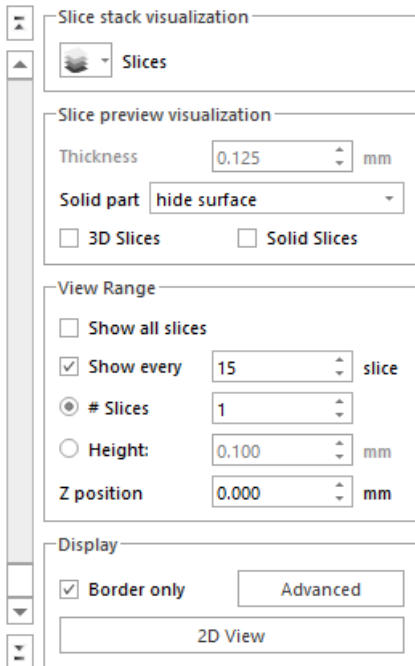 Slice stack visualization
Slices
Slice preview visualization
Thickness 0.125 mm
Solid part hide surface
3D Slices Solid Slices
View Range
Show all slices
Show every 15 slice
# Slices 1
Height: 0.100 mm
Z position 0.000 mm
Display
Border only Advanced
2D View